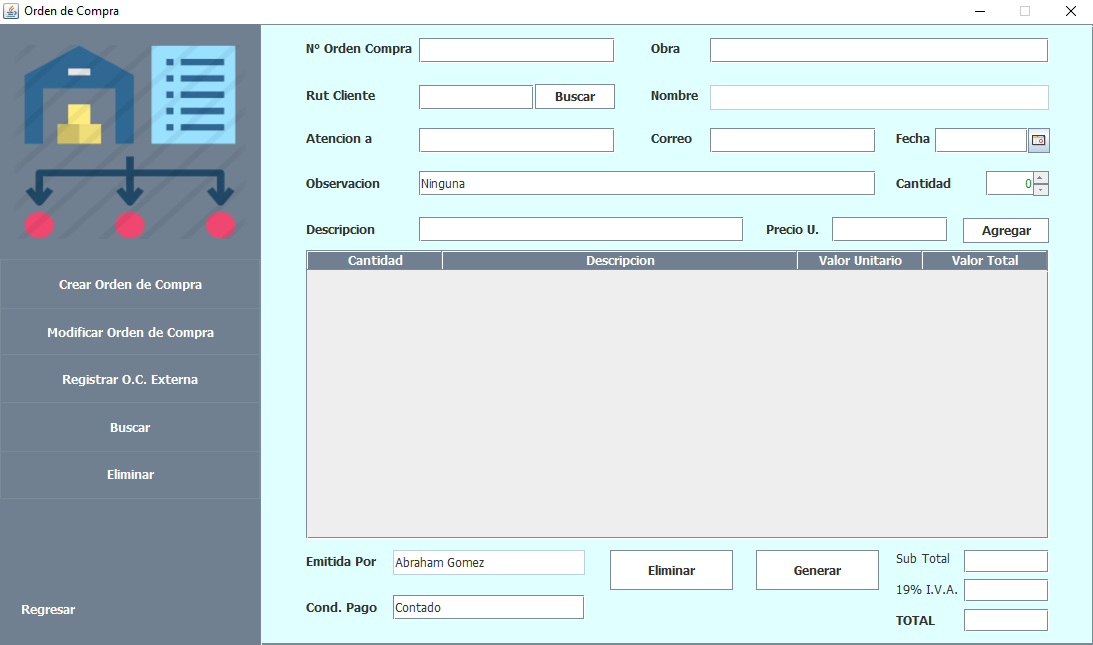 Orden de Compra
N° Orden Compra
Obra
Rut Cliente
Buscar
Nombre
Atencion a
Correo
Fecha
Observacion
Ninguna
Cantidad
0
Descripcion
Precio U.
Agregar
Cantidad Descripcion Valor Unitario Valor Total
Crear Orden de Compra
Modificar Orden de Compra
Registrar O.C. Externa
Buscar
Eliminar
Regresar
Emitida Por
Abraham Gomez
Eliminar
Generar
Sub Total
19% I.V.A.
Cond. Pago
Contado
TOTAL